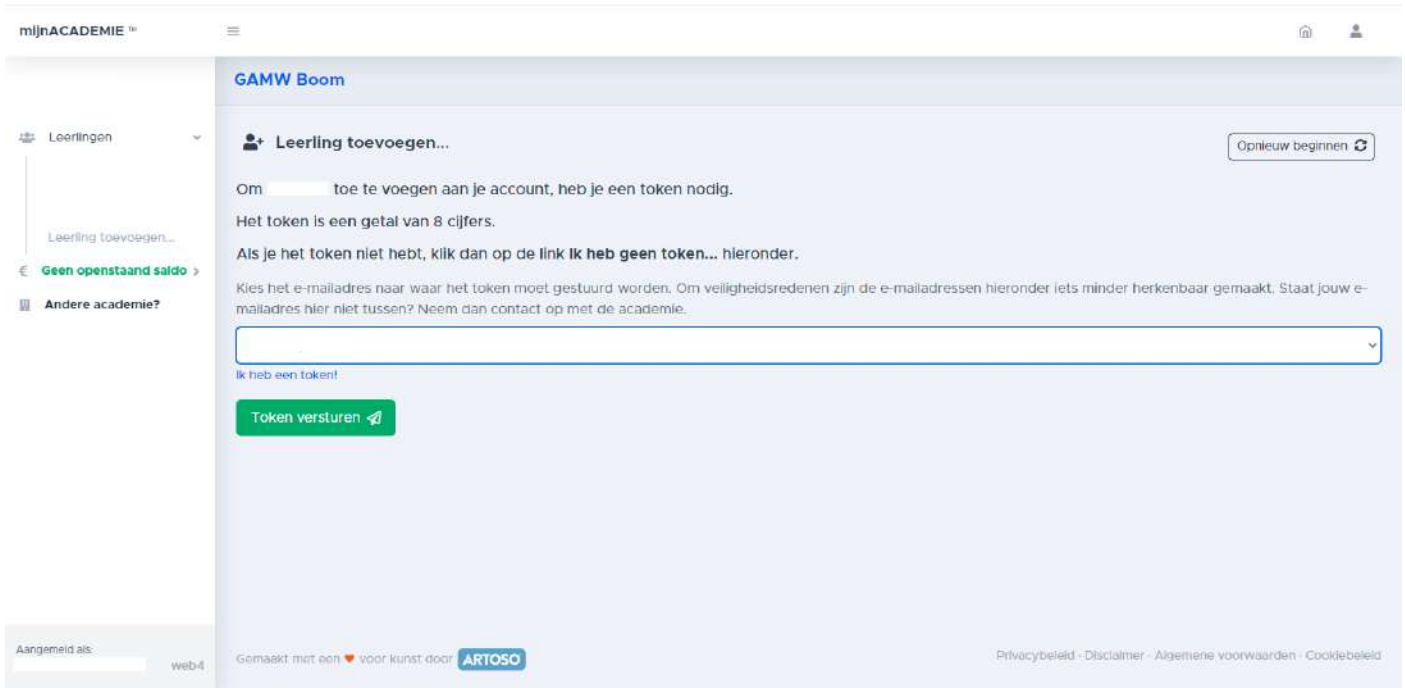 mijnACADEMIE ™
GAMW Boom
Leerlingen
Leerling toevoegen...
Geen openstaand saldo
Andere academie?
Leerling toevoegen...
Opnieuw beginnen
Om toe te voegen aan je account, heb je een token nodig.
Het token is een getal van 8 cijfers.
Als je het token niet hebt, klik dan op de link Ik heb geen token... hieronder.
Kies het e-mailadres naar waar het token moet gestuurd worden. Om veiligheidsredenen zijn de e-mailadressen hieronder iets minder herkenbaar gemaakt. Staat jouw e-
mailadres hier niet tussen? Neem dan contact op met de academie.
Ik heb een token!
Token versturen
Aangemeld als:
web4
Gemaakt met een ♥ voor kunst door ARTOSO
Privacybeleid - Disclaimer - Algemene voorwaarden - Cookiebeleid